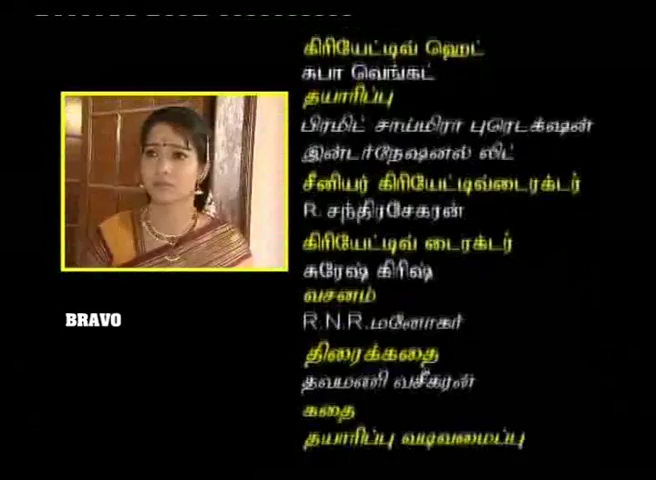 கிரியேட்டிவ் ஹெட்
சுபா வெங்கட்
தயாரிப்பு
பிரமிட் சாய்மிரா புரெடக்ஷன்
இன்டர்நேஷனல் லிட்
சீனியர் கிரியேட்டிவ்டைரக்டர்
R. சந்திரசேகரன்
கிரியேட்டிவ் டைரக்டர்
சுரேஷ் கிரிஷ்
வசனம்
R.N.R.மனோகர்
திரைக்கதை
தவமணி வசீகரன்
கதை
தயாரிப்பு வடிவமைப்பு
BRAVO